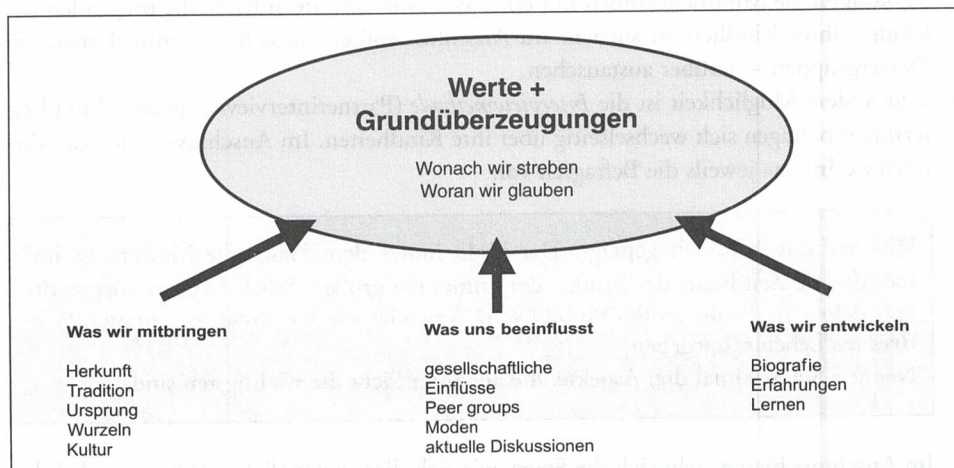 Werte +
Grundüberzeugungen
Wonach wir streben
Woran wir glauben
Was wir mitbringen
Herkunft
Tradition
Ursprung
Wurzeln
Kultur
Was uns beeinflusst
gesellschaftliche
Einflüsse
Peer groups
Moden
aktuelle Diskussionen
Was wir entwickeln
Biografie
Erfahrungen
Lernen